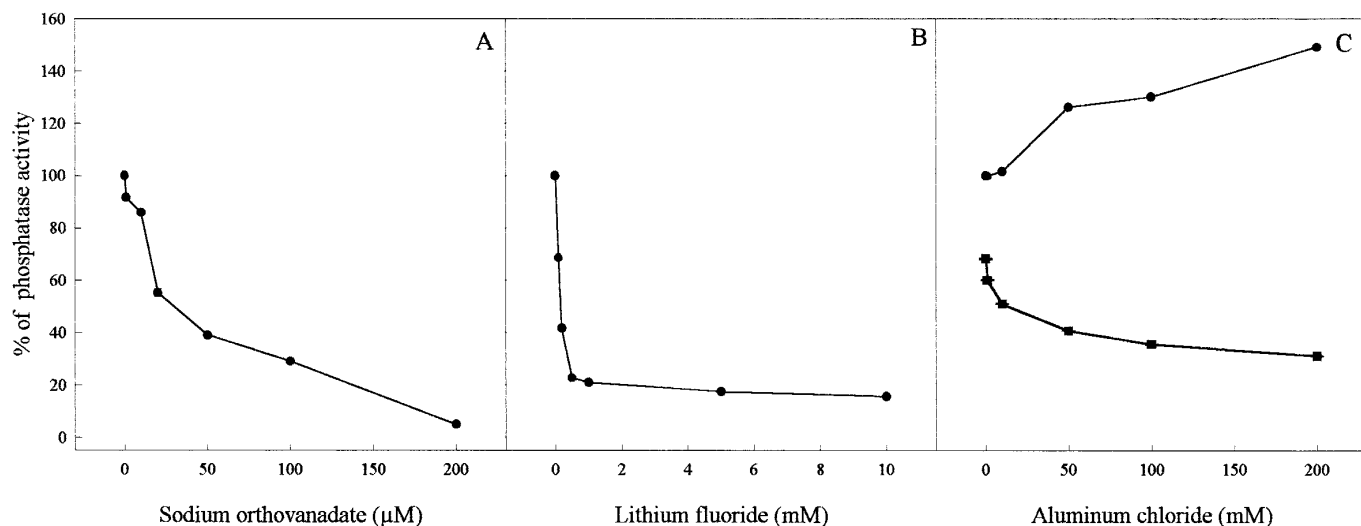 % of phosphatase activity
160
140
120
100
80
60
40
20
0
A
0 50 100 150 200
Sodium orthovanadate (µM)
B
0 2 4 6 8 10
Lithium fluoride (mM)
C
0 50 100 150 200
Aluminum chloride (mM)